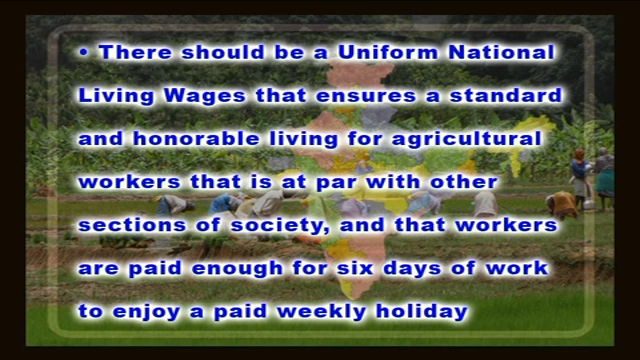 • There should be a Uniform National
Living Wages that ensures a standard
and honorable living for agricultural
workers that is at par with other
sections of society, and that workers
are paid enough for six days of work
to enjoy a paid weekly holiday